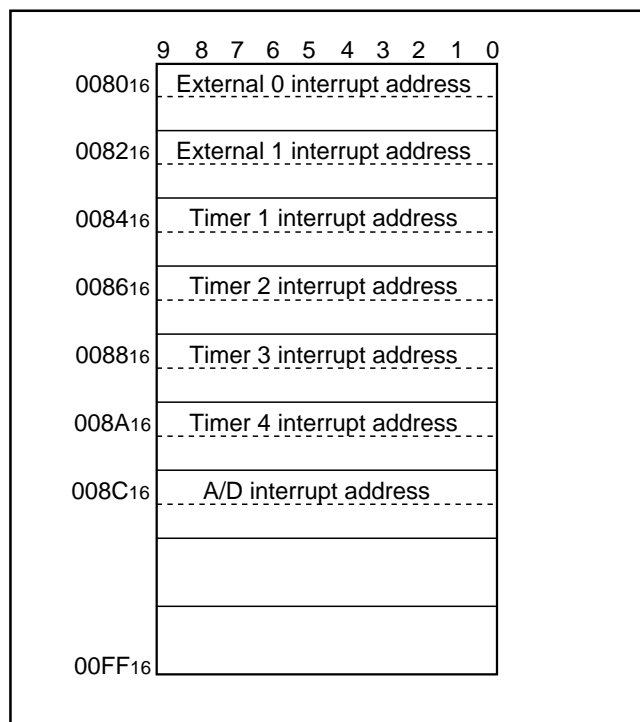 9 8 7 6 5 4 3 2 1 0
0080₁₆ External 0 interrupt address
0082₁₆ External 1 interrupt address
0084₁₆ Timer 1 interrupt address
0086₁₆ Timer 2 interrupt address
0088₁₆ Timer 3 interrupt address
008A₁₆ Timer 4 interrupt address
008C₁₆ A/D interrupt address
00FF₁₆